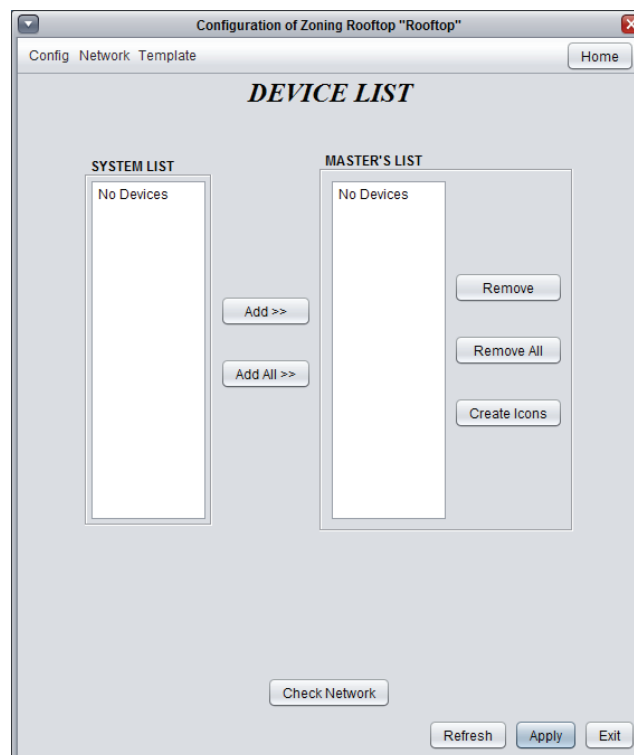 Configuration of Zoning Rooftop "Rooftop"
Config Network Template
Home
DEVICE LIST
SYSTEM LIST
No Devices
Add >>
Add All >>
MASTER'S LIST
No Devices
Remove
Remove All
Create Icons
Check Network
Refresh Apply Exit